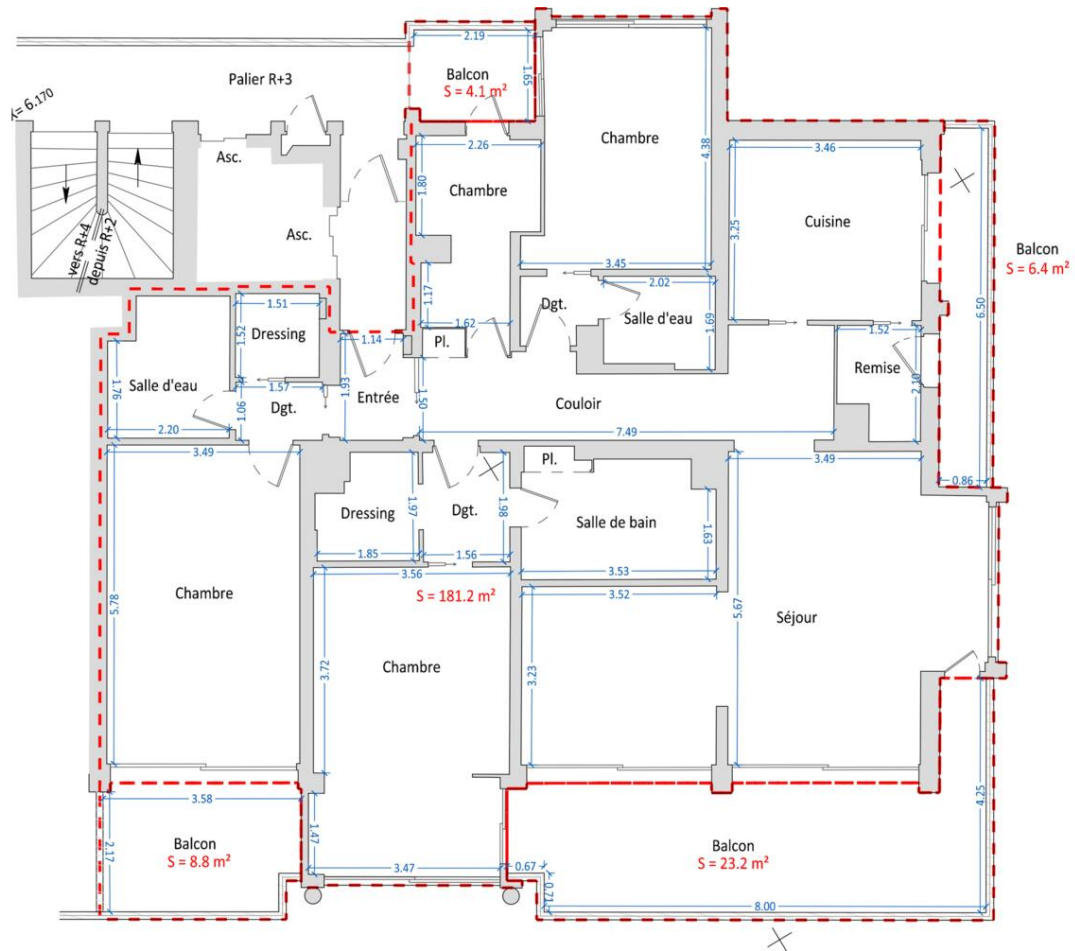 2.19
Balcon
S = 4.1 m²
1.65
Palier R+3
= 6.170
Asc.
2.26
Chambre
1.80
Chambre
4.38
3.45
3.46
Cuisine
3.25
Balcon
S = 6.4 m²
6.50
vers R+4
depuis R+2
Asc.
1.17
1.62
Pl.
Dgt.
2.02
Salle d'eau
1.69
1.51
1.52
Dressing
1.14
1.93
Entrée
1.50
Couloir
7.49
1.52
Remise
2.10
1.76
Salle d'eau
2.20
1.57
1.06
Dgt.
3.49
5.78
Chambre
Dressing
1.97
1.85
Dgt.
1.98
1.56
Pl.
Salle de bain
1.63
3.53
3.49
0.86
3.56
S = 181.2 m²
Chambre
3.72
3.52
3.23
5.67
Séjour
3.58
Balcon
S = 8.8 m²
2.17
1.47
3.47
0.67
0.71
Balcon
S = 23.2 m²
4.25
8.00